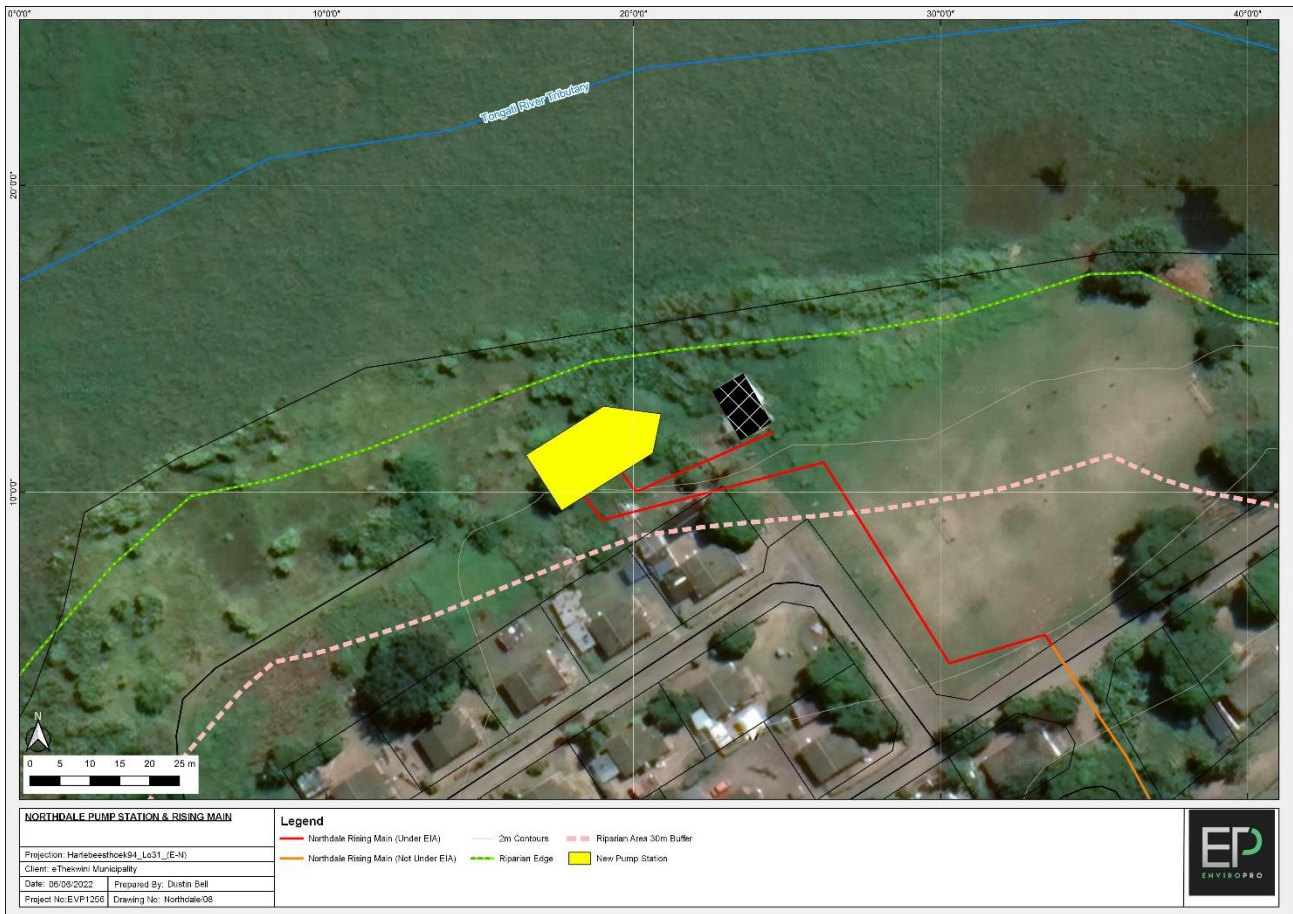 0°0'0" 10°0'0" 20°0'0" 30°0'0" 40°0'0"
Tongati River Tributary
20°0'0"
10°0'0"
N
0 5 10 15 20 25 m
NORTHDALE PUMP STATION & RISING MAIN
Projection: Hartebeesthoek94_Lo31_(E-N)
Client: eThekwini Municipality
Date: 06/06/2022 Prepared By: Dustin Bell
Project No:EVP1256 Drawing No: Northdale/08
Legend
Northdale Rising Main (Under EIA) 2m Contours Riparian Area 30m Buffer
Northdale Rising Main (Not Under EIA) Riparian Edge New Pump Station
EP
ENVIROPRO